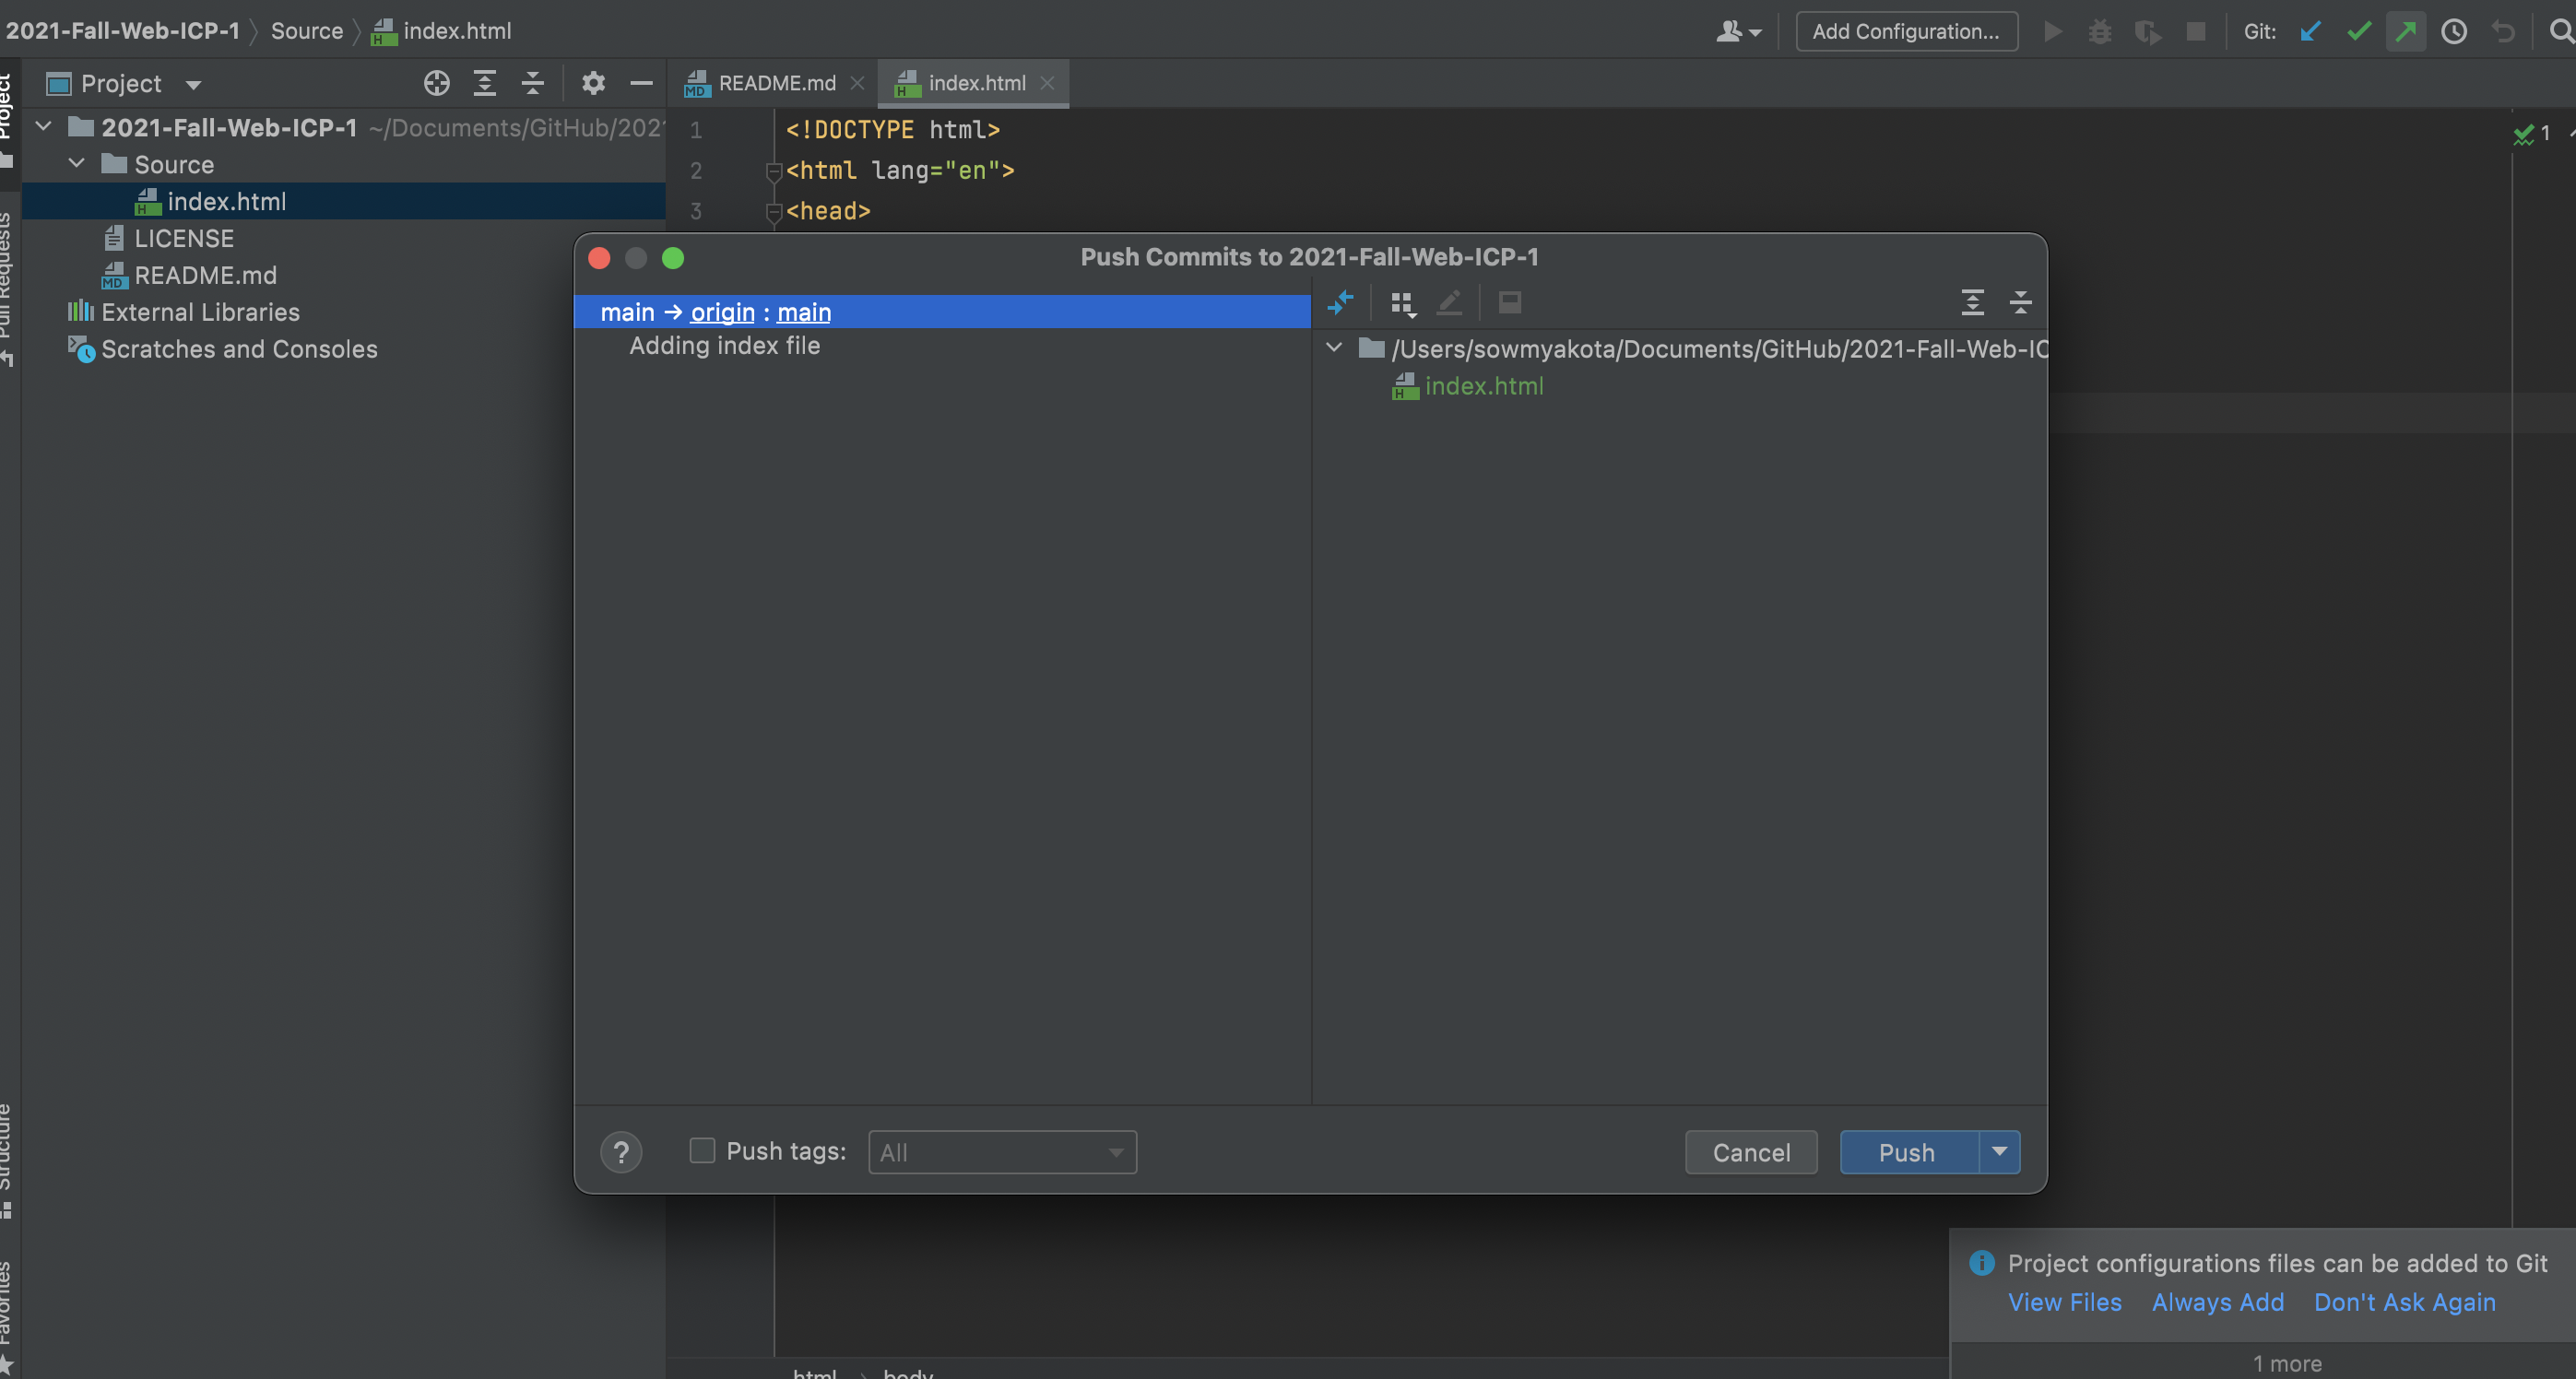 2021-Fall-Web-ICP-1 Source index.html
Add Configuration... Git:
Project
Project
README.md
index.html
2021-Fall-Web-ICP-1 ~/Documents/GitHub/202
Source
index.html
LICENSE
README.md
External Libraries
Scratches and Consoles
Pull Requests
Structure
Favorites
1 <!DOCTYPE html>
2 <html lang="en">
3 <head>
1
Push Commits to 2021-Fall-Web-ICP-1
main → origin : main
Adding index file
/Users/sowmyakota/Documents/GitHub/2021-Fall-Web-IC
index.html
? Push tags: All Cancel Push
Project configurations files can be added to Git
View Files Always Add Don't Ask Again
1 more
html body